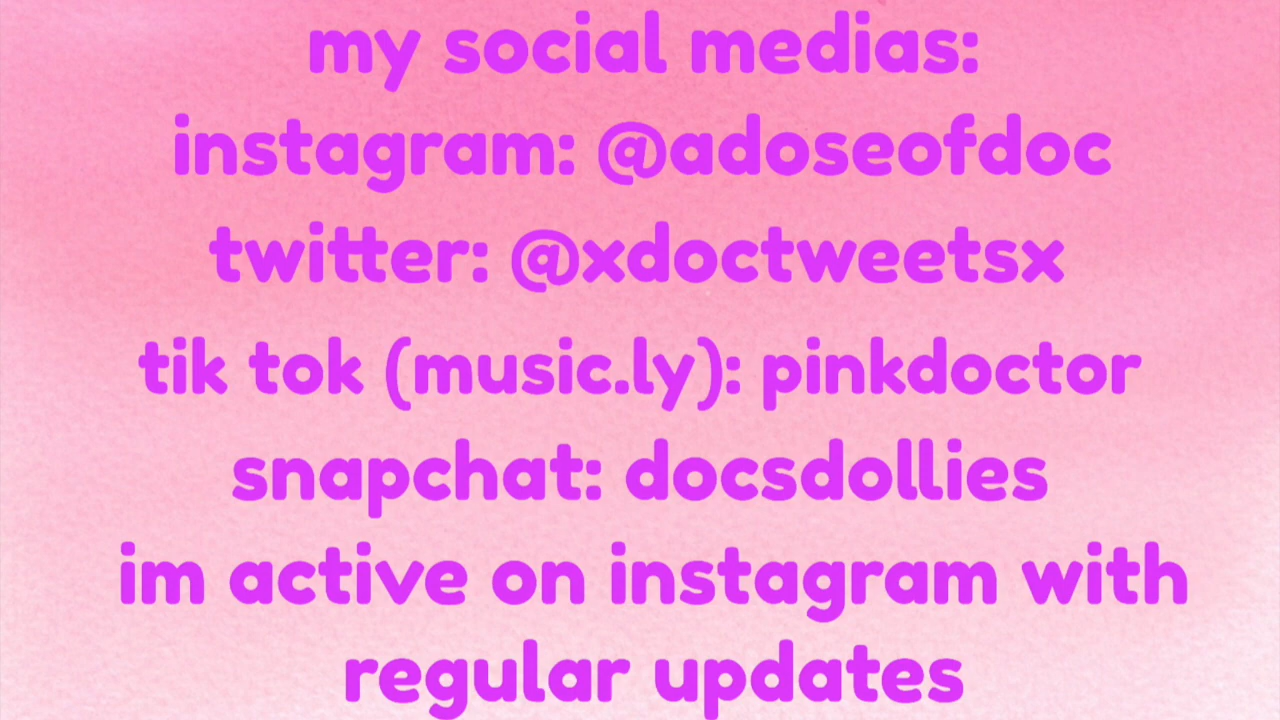 my social medias:
instagram: @adoseofdoc
twitter: @xdoctweetsx
tik tok (music.ly): pinkdoctor
snapchat: docsdollies
im active on instagram with
regular updates